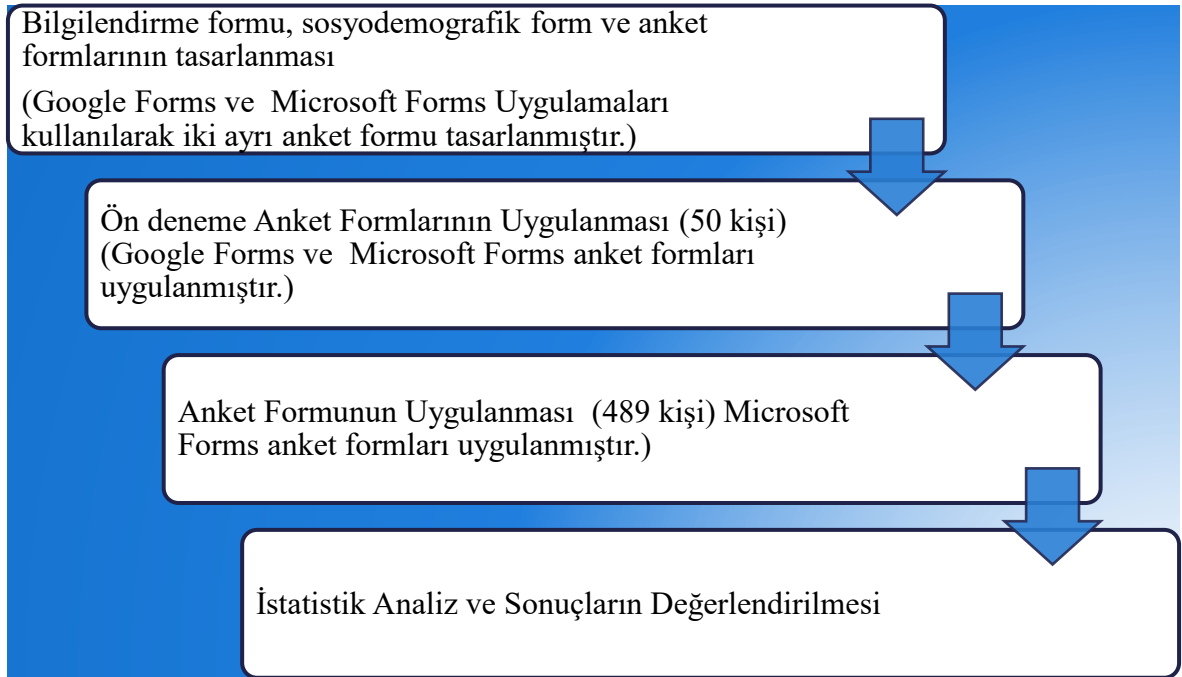 Bilgilendirme formu, sosyodemografik form ve anket
formlarının tasarlanması
(Google Forms ve  Microsoft Forms Uygulamaları
kullanılarak iki ayrı anket formu tasarlanmıştır.)
Ön deneme Anket Formlarının Uygulanması (50 kişi)
(Google Forms ve  Microsoft Forms anket formları
uygulanmıştır.)
Anket Formunun Uygulanması  (489 kişi) Microsoft
Forms anket formları uygulanmıştır.)
İstatistik Analiz ve Sonuçların Değerlendirilmesi